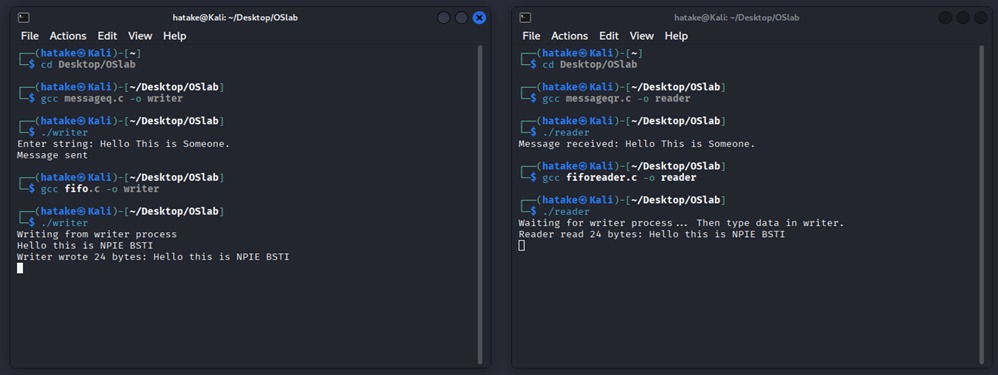 hatake@Kali: ~/Desktop/OSlab
File Actions Edit View Help
┌──(hatake㉿Kali)-[~]
└─$ cd Desktop/OSlab
┌──(hatake㉿Kali)-[~/Desktop/OSlab]
└─$ gcc messageq.c -o writer
┌──(hatake㉿Kali)-[~/Desktop/OSlab]
└─$ ./writer
Enter string: Hello This is Someone.
Message sent
┌──(hatake㉿Kali)-[~/Desktop/OSlab]
└─$ gcc fifo.c -o writer
┌──(hatake㉿Kali)-[~/Desktop/OSlab]
└─$ ./writer
Writing from writer process
Hello this is NPIE BSTI
Writer wrote 24 bytes: Hello this is NPIE BSTI
hatake@Kali: ~/Desktop/OSlab
File Actions Edit View Help
┌──(hatake㉿Kali)-[~]
└─$ cd Desktop/OSlab
┌──(hatake㉿Kali)-[~/Desktop/OSlab]
└─$ gcc messageqr.c -o reader
┌──(hatake㉿Kali)-[~/Desktop/OSlab]
└─$ ./reader
Message received: Hello This is Someone.
┌──(hatake㉿Kali)-[~/Desktop/OSlab]
└─$ gcc fiforeader.c -o reader
┌──(hatake㉿Kali)-[~/Desktop/OSlab]
└─$ ./reader
Waiting for writer process... Then type data in writer.
Reader read 24 bytes: Hello this is NPIE BSTI